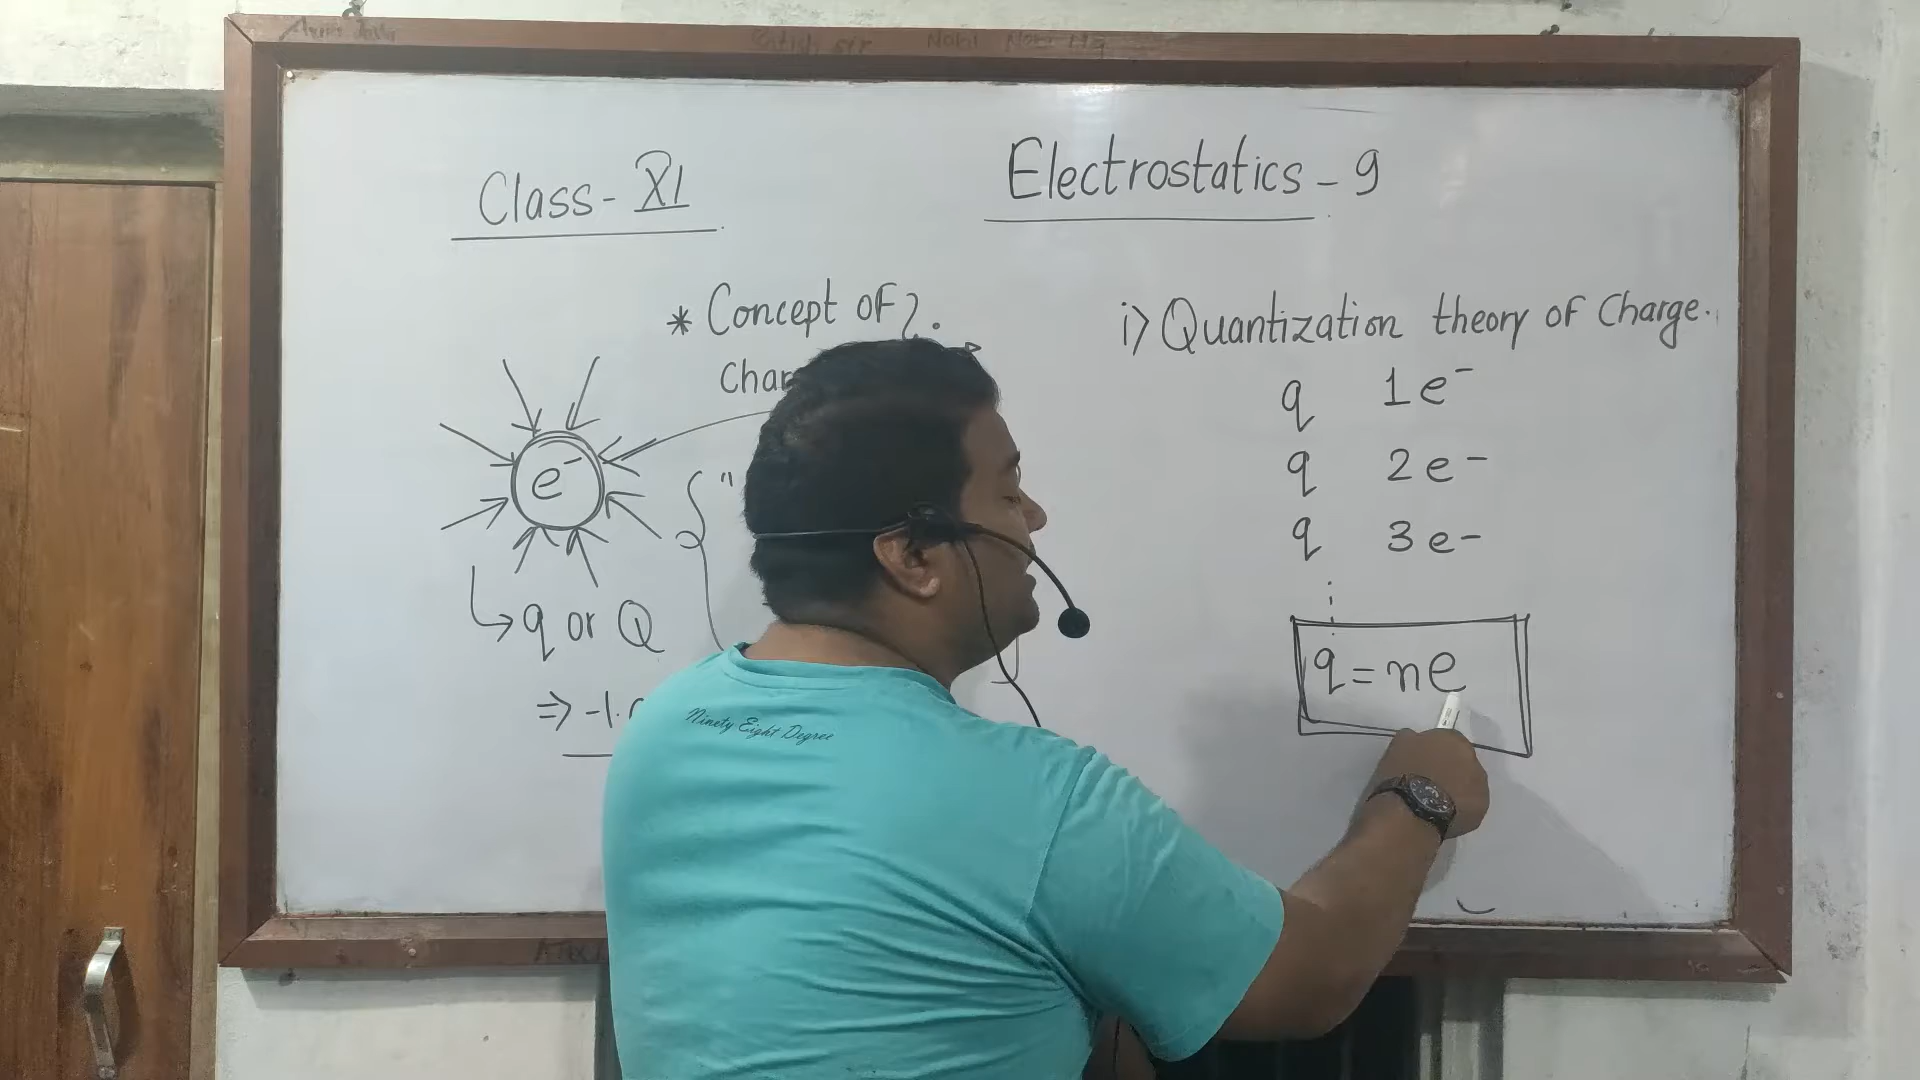 Class - XI
Electrostatics - 9
* Concept of
i) Quantization theory of Charge.
q 1e⁻
q 2e⁻
q 3e⁻
q = ne
e⁻
q or Q
⇒ -1.
Ninety Eight Degree